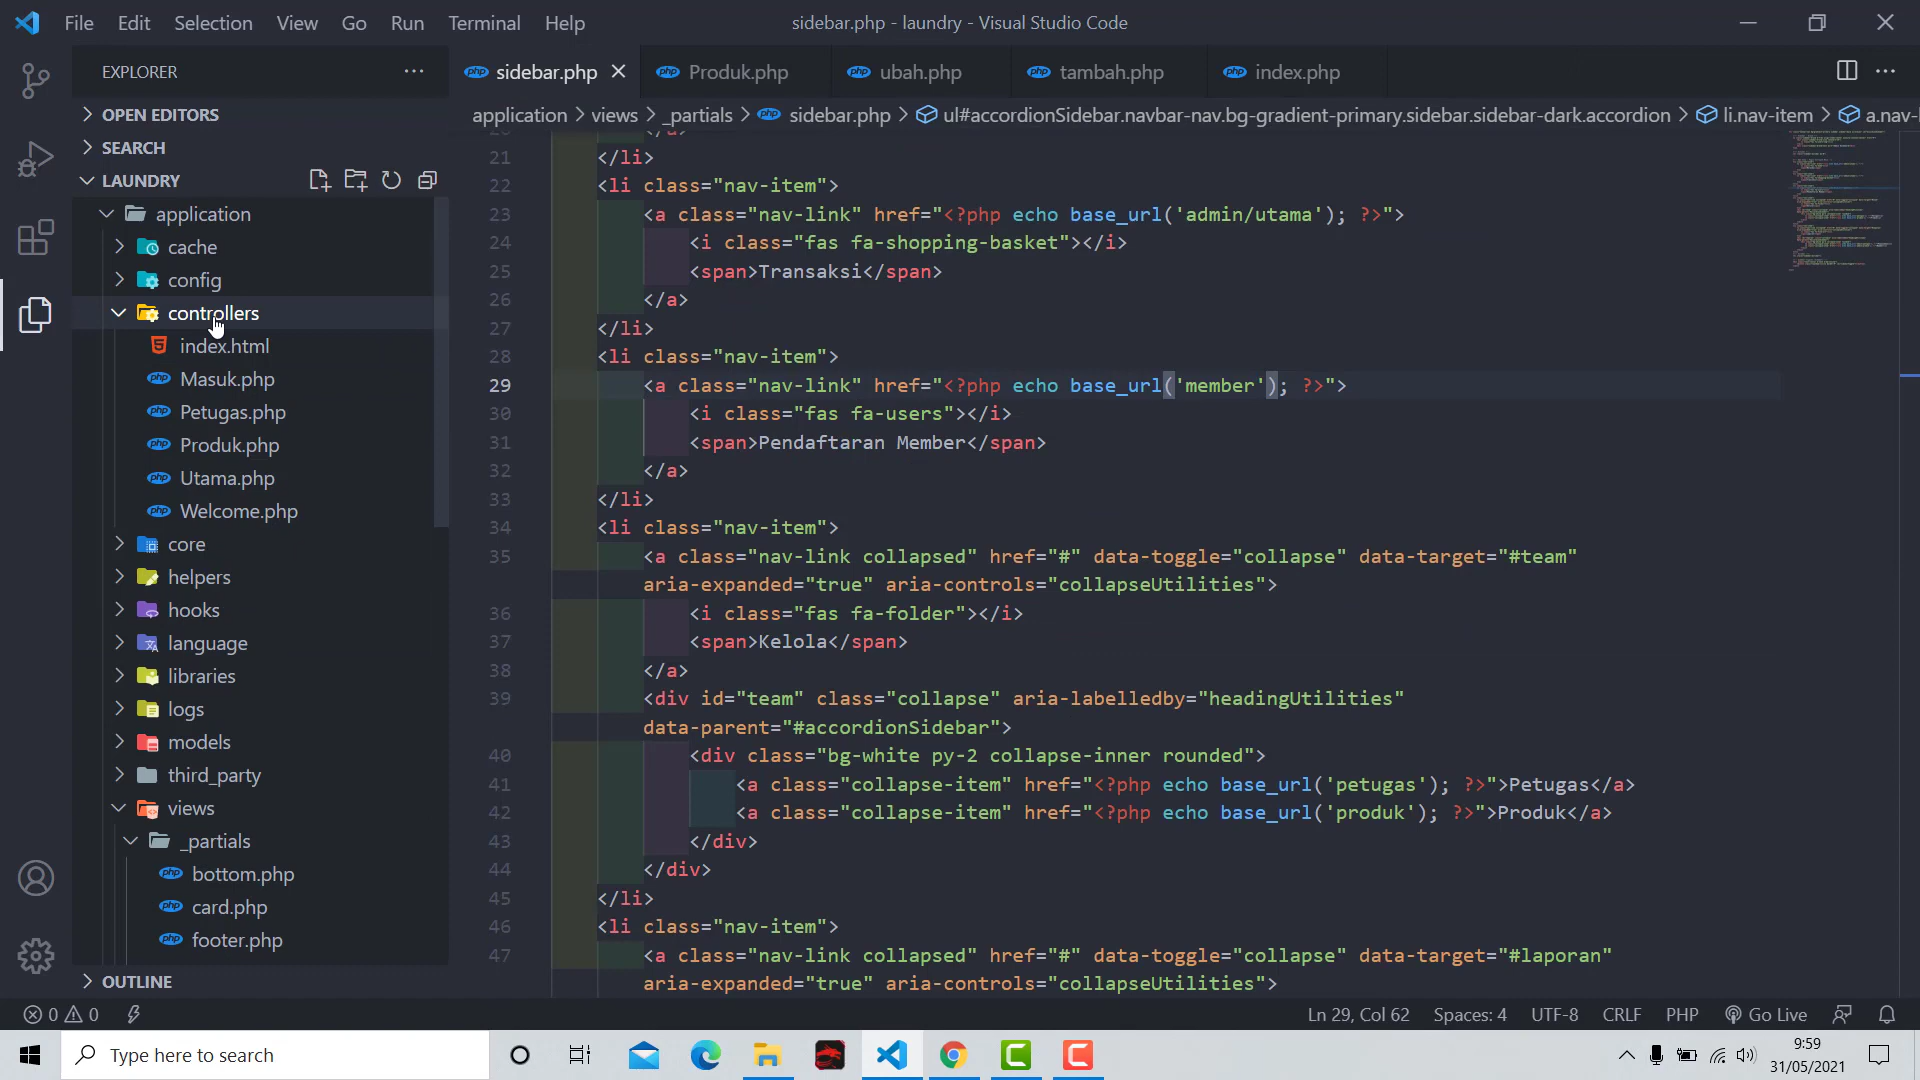 File Edit Selection View Go Run Terminal Help
sidebar.php - laundry - Visual Studio Code
EXPLORER
sidebar.php
Produk.php
ubah.php
tambah.php
index.php
OPEN EDITORS
application > views > _partials > sidebar.php > ul#accordionSidebar.navbar-nav.bg-gradient-primary.sidebar.sidebar-dark.accordion > li.nav-item > a.nav-l
SEARCH
LAUNDRY
application
cache
config
controllers
index.html
Masuk.php
Petugas.php
Produk.php
Utama.php
Welcome.php
core
helpers
hooks
language
libraries
logs
models
third_party
views
_partials
bottom.php
card.php
footer.php
OUTLINE
20 </a>
21 </li>
22 <li class="nav-item">
23 <a class="nav-link" href="<?php echo base_url('admin/utama'); ?>">
24 <i class="fas fa-shopping-basket"></i>
25 <span>Transaksi</span>
26 </a>
27 </li>
28 <li class="nav-item">
29 <a class="nav-link" href="<?php echo base_url('member'); ?>">
30 <i class="fas fa-users"></i>
31 <span>Pendaftaran Member</span>
32 </a>
33 </li>
34 <li class="nav-item">
35 <a class="nav-link collapsed" href="#" data-toggle="collapse" data-target="#team"
aria-expanded="true" aria-controls="collapseUtilities">
36 <i class="fas fa-folder"></i>
37 <span>Kelola</span>
38 </a>
39 <div id="team" class="collapse" aria-labelledby="headingUtilities"
data-parent="#accordionSidebar">
40 <div class="bg-white py-2 collapse-inner rounded">
41 <a class="collapse-item" href="<?php echo base_url('petugas'); ?>">Petugas</a>
42 <a class="collapse-item" href="<?php echo base_url('produk'); ?>">Produk</a>
43 </div>
44 </div>
45 </li>
46 <li class="nav-item">
47 <a class="nav-link collapsed" href="#" data-toggle="collapse" data-target="#laporan"
aria-expanded="true" aria-controls="collapseUtilities">
0 0
Ln 29, Col 62 Spaces: 4 UTF-8 CRLF PHP Go Live
Type here to search
9:59
31/05/2021